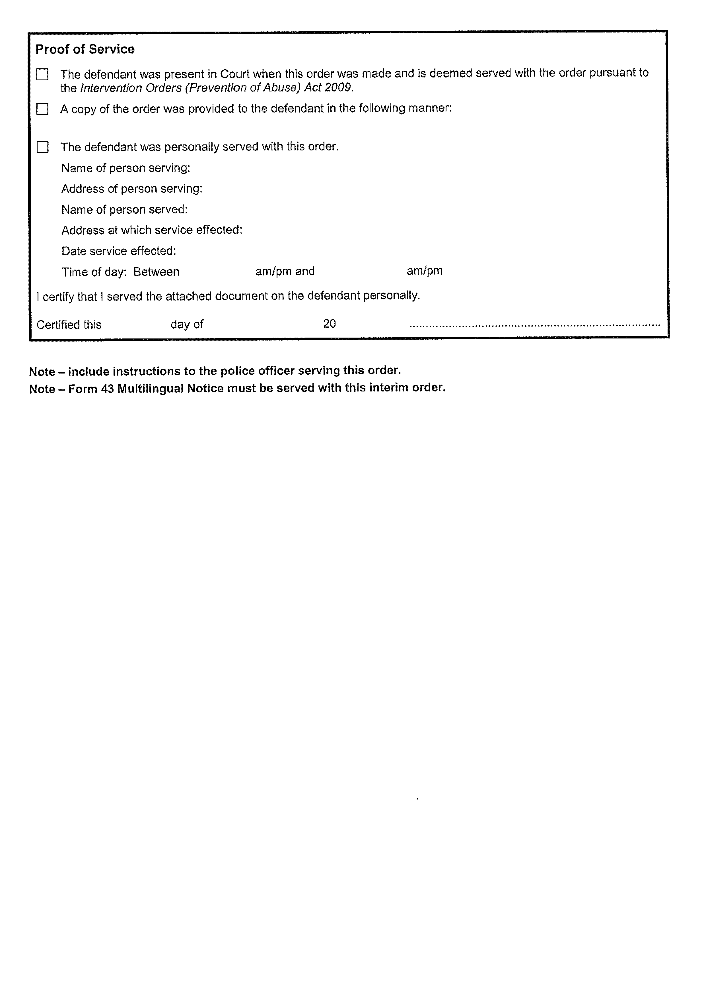 Proof of Service
The defendant was present in Court when this order was made and is deemed served with the order pursuant to
the Intervention Orders (Prevention of Abuse) Act 2009.
A copy of the order was provided to the defendant in the following manner:
The defendant was personally served with this order.
Name of person serving:
Address of person serving:
Name of person served:
Address at which service effected:
Date service effected:
Time of day: Between am/pm and am/pm
I certify that I served the attached document on the defendant personally.
Certified this day of 20 ................................................................
Note – include instructions to the police officer serving this order.
Note – Form 43 Multilingual Notice must be served with this interim order.